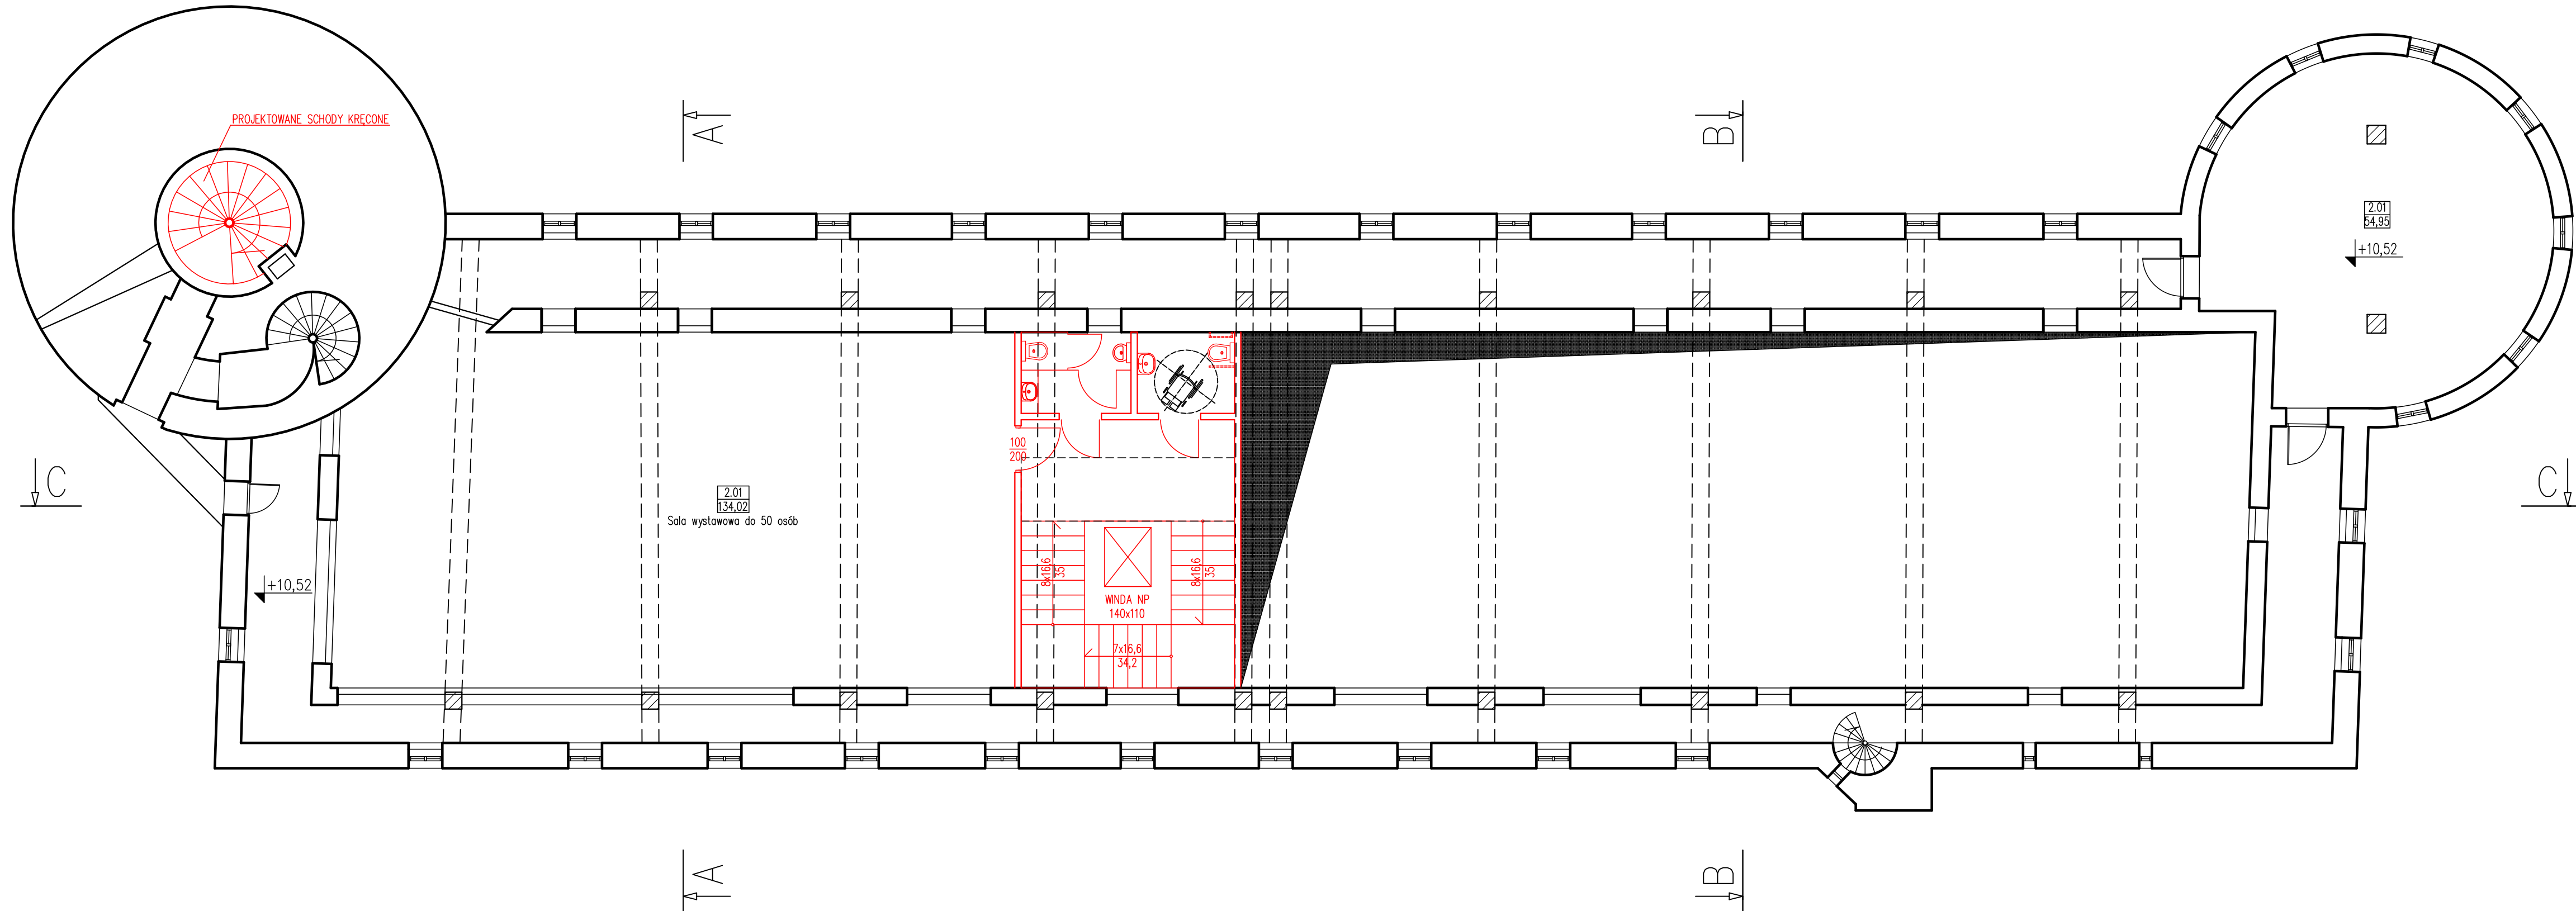 PROJEKTOWANE SCHODY KRĘCONE
A
B
2.01
54,95
+10,52
100
200
C
C
2.01
134,02
Sala wystawowa do 50 osób
8x16,6
35
8x16,6
35
+10,52
WINDA NP
140x110
7x16,6
34,2
A
B